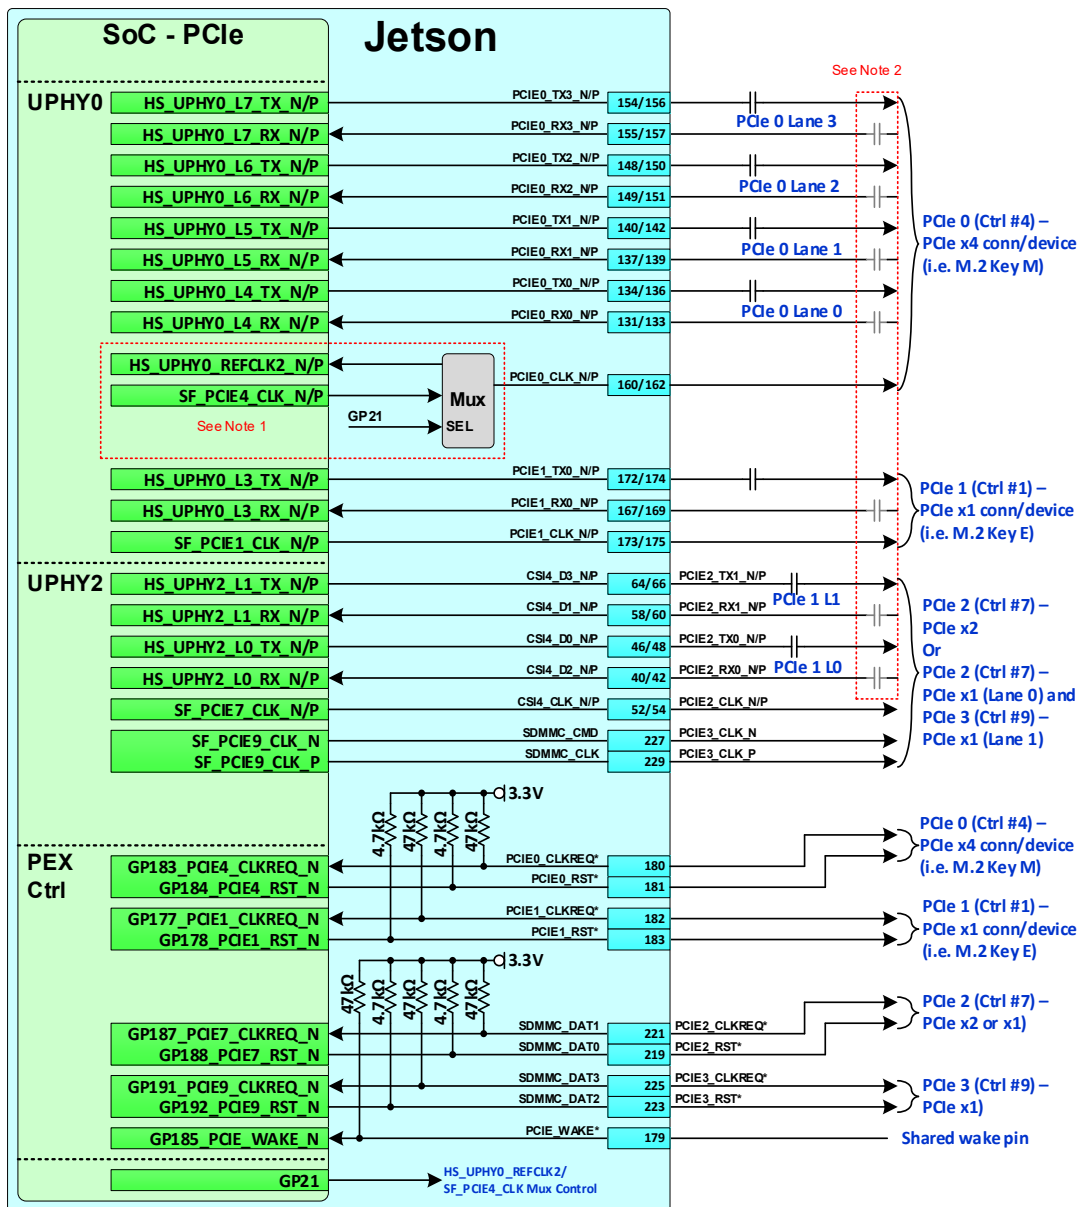 SoC - PCIe
Jetson
See Note 2
UPHY0
HS_UPHY0_L7_TX_N/P
PCIE0_TX3_N/P
154/156
PCIe 0 Lane 3
HS_UPHY0_L7_RX_N/P
PCIE0_RX3_N/P
155/157
HS_UPHY0_L6_TX_N/P
PCIE0_TX2_N/P
148/150
PCIe 0 Lane 2
HS_UPHY0_L6_RX_N/P
PCIE0_RX2_N/P
149/151
HS_UPHY0_L5_TX_N/P
PCIE0_TX1_N/P
140/142
PCIe 0 Lane 1
HS_UPHY0_L5_RX_N/P
PCIE0_RX1_N/P
137/139
HS_UPHY0_L4_TX_N/P
PCIE0_TX0_N/P
134/136
PCIe 0 Lane 0
HS_UPHY0_L4_RX_N/P
PCIE0_RX0_N/P
131/133
PCIe 0 (Ctrl #4) –
PCIe x4 conn/device
(i.e. M.2 Key M)
HS_UPHY0_REFCLK2_N/P
SF_PCIE4_CLK_N/P
See Note 1
GP21
Mux
SEL
PCIE0_CLK_N/P
160/162
HS_UPHY0_L3_TX_N/P
PCIE1_TX0_N/P
172/174
HS_UPHY0_L3_RX_N/P
PCIE1_RX0_N/P
167/169
SF_PCIE1_CLK_N/P
PCIE1_CLK_N/P
173/175
PCIe 1 (Ctrl #1) –
PCIe x1 conn/device
(i.e. M.2 Key E)
UPHY2
HS_UPHY2_L1_TX_N/P
CSI4_D3_N/P
64/66
PCIE2_TX1_N/P
PCIe 1 L1
HS_UPHY2_L1_RX_N/P
CSI4_D1_N/P
58/60
PCIE2_RX1_N/P
HS_UPHY2_L0_TX_N/P
CSI4_D0_N/P
46/48
PCIE2_TX0_N/P
PCIe 1 L0
HS_UPHY2_L0_RX_N/P
CSI4_D2_N/P
40/42
PCIE2_RX0_N/P
SF_PCIE7_CLK_N/P
CSI4_CLK_N/P
52/54
PCIE2_CLK_N/P
SF_PCIE9_CLK_N
SDMMC_CMD
227
PCIE3_CLK_N
SF_PCIE9_CLK_P
SDMMC_CLK
229
PCIE3_CLK_P
PCIe 2 (Ctrl #7) –
PCIe x2
Or
PCIe 2 (Ctrl #7) –
PCIe x1 (Lane 0) and
PCIe 3 (Ctrl #9) –
PCIe x1 (Lane 1)
3.3V
4.7kΩ
47kΩ
4.7kΩ
47kΩ
PEX
Ctrl
GP183_PCIE4_CLKREQ_N
PCIE0_CLKREQ*
180
GP184_PCIE4_RST_N
PCIE0_RST*
181
PCIe 0 (Ctrl #4) –
PCIe x4 conn/device
(i.e. M.2 Key M)
GP177_PCIE1_CLKREQ_N
PCIE1_CLKREQ*
182
GP178_PCIE1_RST_N
PCIE1_RST*
183
PCIe 1 (Ctrl #1) –
PCIe x1 conn/device
(i.e. M.2 Key E)
3.3V
47kΩ
4.7kΩ
47kΩ
4.7kΩ
47kΩ
GP187_PCIE7_CLKREQ_N
SDMMC_DAT1
221
PCIE2_CLKREQ*
GP188_PCIE7_RST_N
SDMMC_DAT0
219
PCIE2_RST*
PCIe 2 (Ctrl #7) –
PCIe x2 or x1)
GP191_PCIE9_CLKREQ_N
SDMMC_DAT3
225
PCIE3_CLKREQ*
GP192_PCIE9_RST_N
SDMMC_DAT2
223
PCIE3_RST*
PCIe 3 (Ctrl #9) –
PCIe x1)
GP185_PCIE_WAKE_N
PCIE_WAKE*
179
Shared wake pin
GP21
HS_UPHY0_REFCLK2/
SF_PCIE4_CLK Mux Control